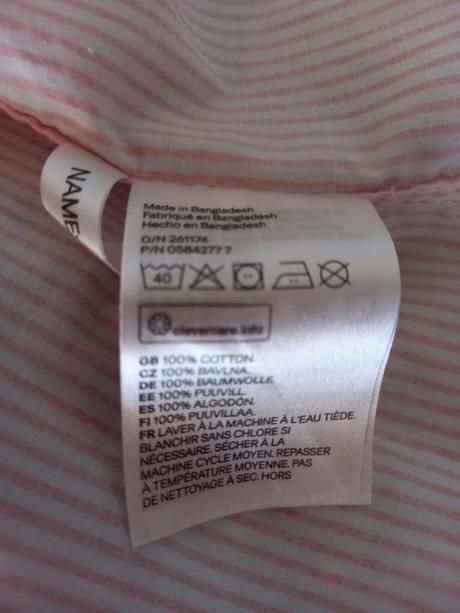 NAME
Made in Bangladesh
Fabriqué en Bangladesh
Hecho en Bangladesh
O/N 261174
P/N 0584277 7
40
clevercare.info
GB 100% COTTON.
CZ 100% BAVLNA.
DE 100% BAUMWOLLE.
EE 100% PUUVILL.
ES 100% ALGODÓN.
FI 100% PUUVILLAA.
FR LAVER À LA MACHINE À L'EAU TIÈDE.
BLANCHIR SANS CHLORE SI
NÉCESSAIRE. SÉCHER À LA
MACHINE CYCLE MOYEN. REPASSER
À TEMPÉRATURE MOYENNE. PAS
DE NETTOYAGE À SEC. HORS